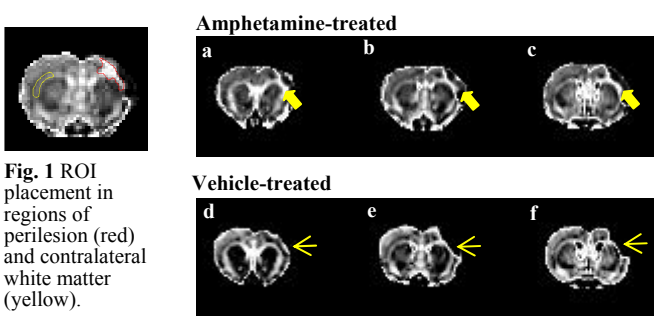 Amphetamine-treated
a b c
Fig. 1 ROI
placement in
regions of
perilesion (red)
and contralateral
white matter
(yellow).
Vehicle-treated
d e f